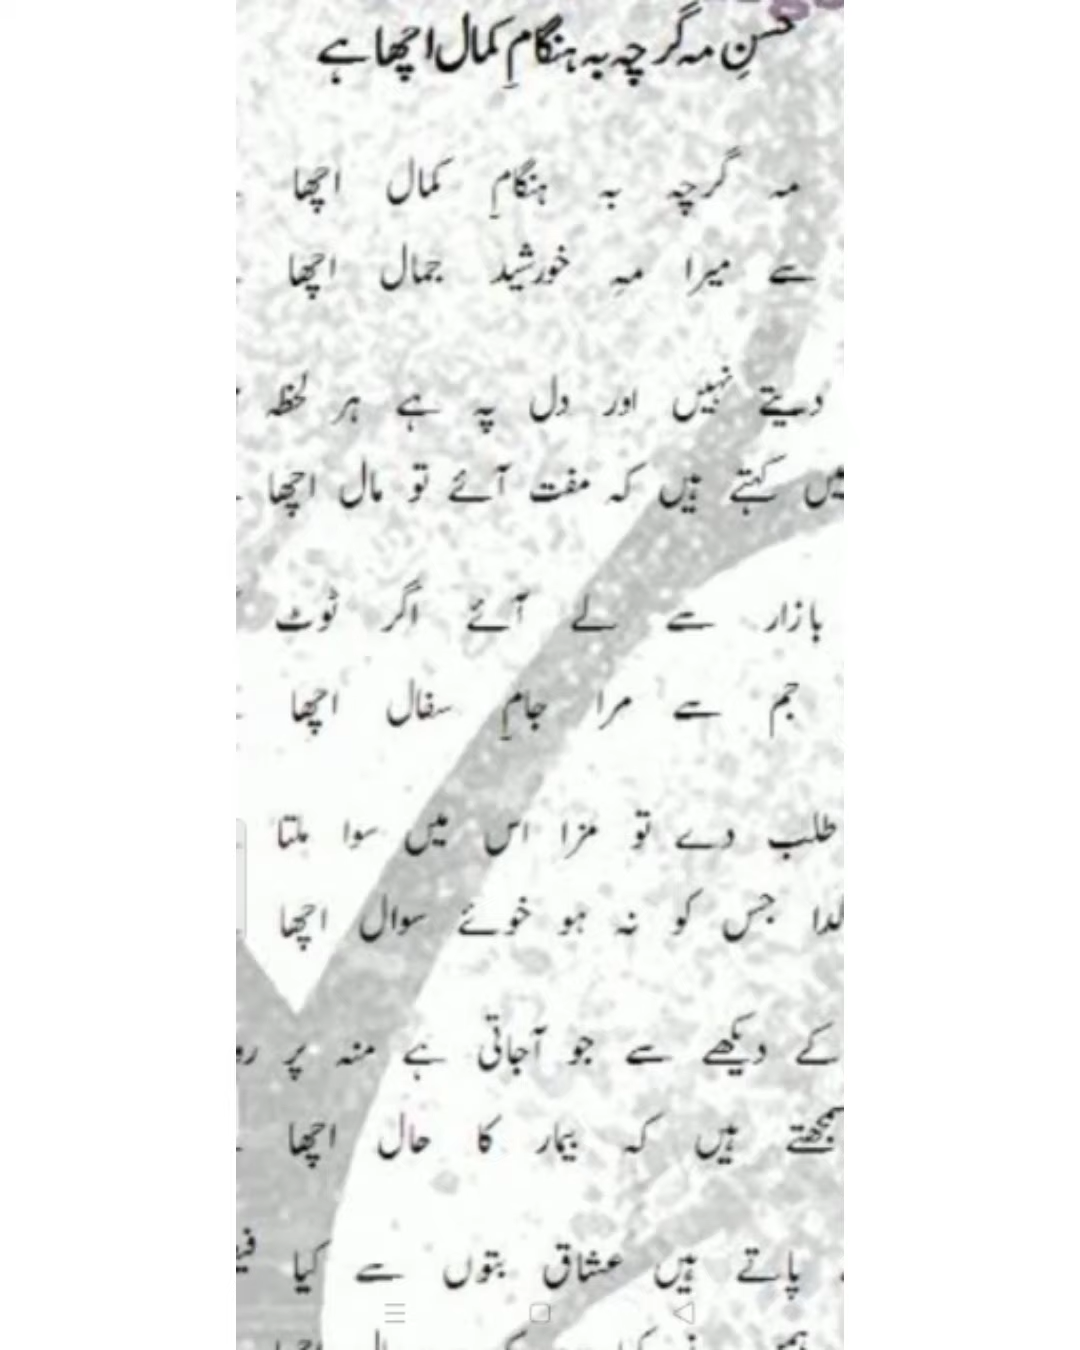 حسنِ مہ گرچہ بہ ہنگامِ کمال اچھا ہے
مہ گرچہ بہ ہنگامِ کمال اچھا
سے میرا مہِ خورشید جمال اچھا
دیتے نہیں اور دل پہ ہے ہر لحظہ
کہتے ہیں کہ مفت آئے تو مال اچھا
بازار سے لے آئے اگر ٹوٹ
جم سے مرا جامِ سفال اچھا
طلب دے تو مزا اس میں سوا ملتا
جس کو نہ ہو خوئے سوال اچھا
کے دیکھے سے جو آجاتی ہے منہ پر
سمجھتے ہیں کہ بیمار کا حال اچھا
پاتے ہیں عشاق بتوں سے کیا